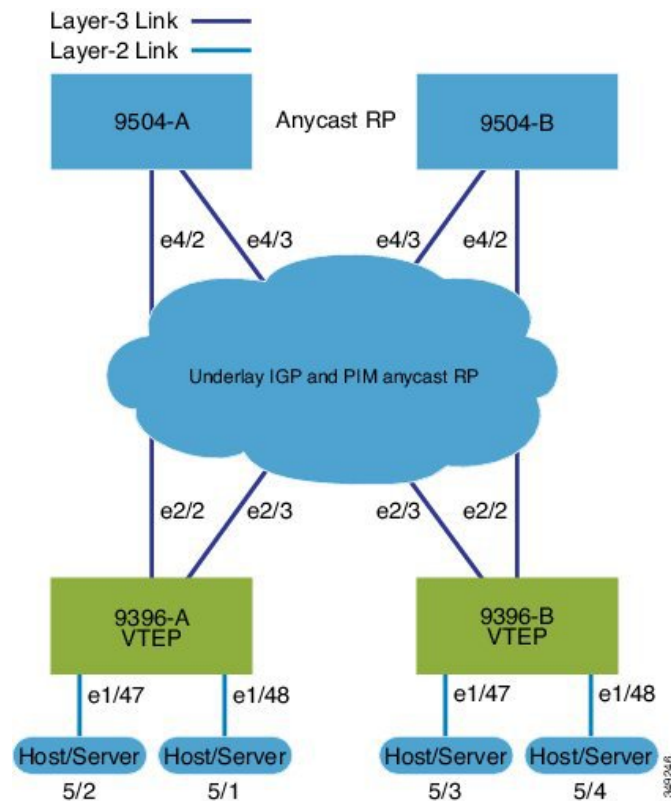 Layer-3 Link
Layer-2 Link
9504-A
Anycast RP
9504-B
e4/2
e4/3
e4/3
e4/2
Underlay IGP and PIM anycast RP
e2/2
e2/3
e2/3
e2/2
9396-A
VTEP
9396-B
VTEP
e1/47
e1/48
e1/47
e1/48
Host/Server
Host/Server
Host/Server
Host/Server
5/2
5/1
5/3
5/4
349246